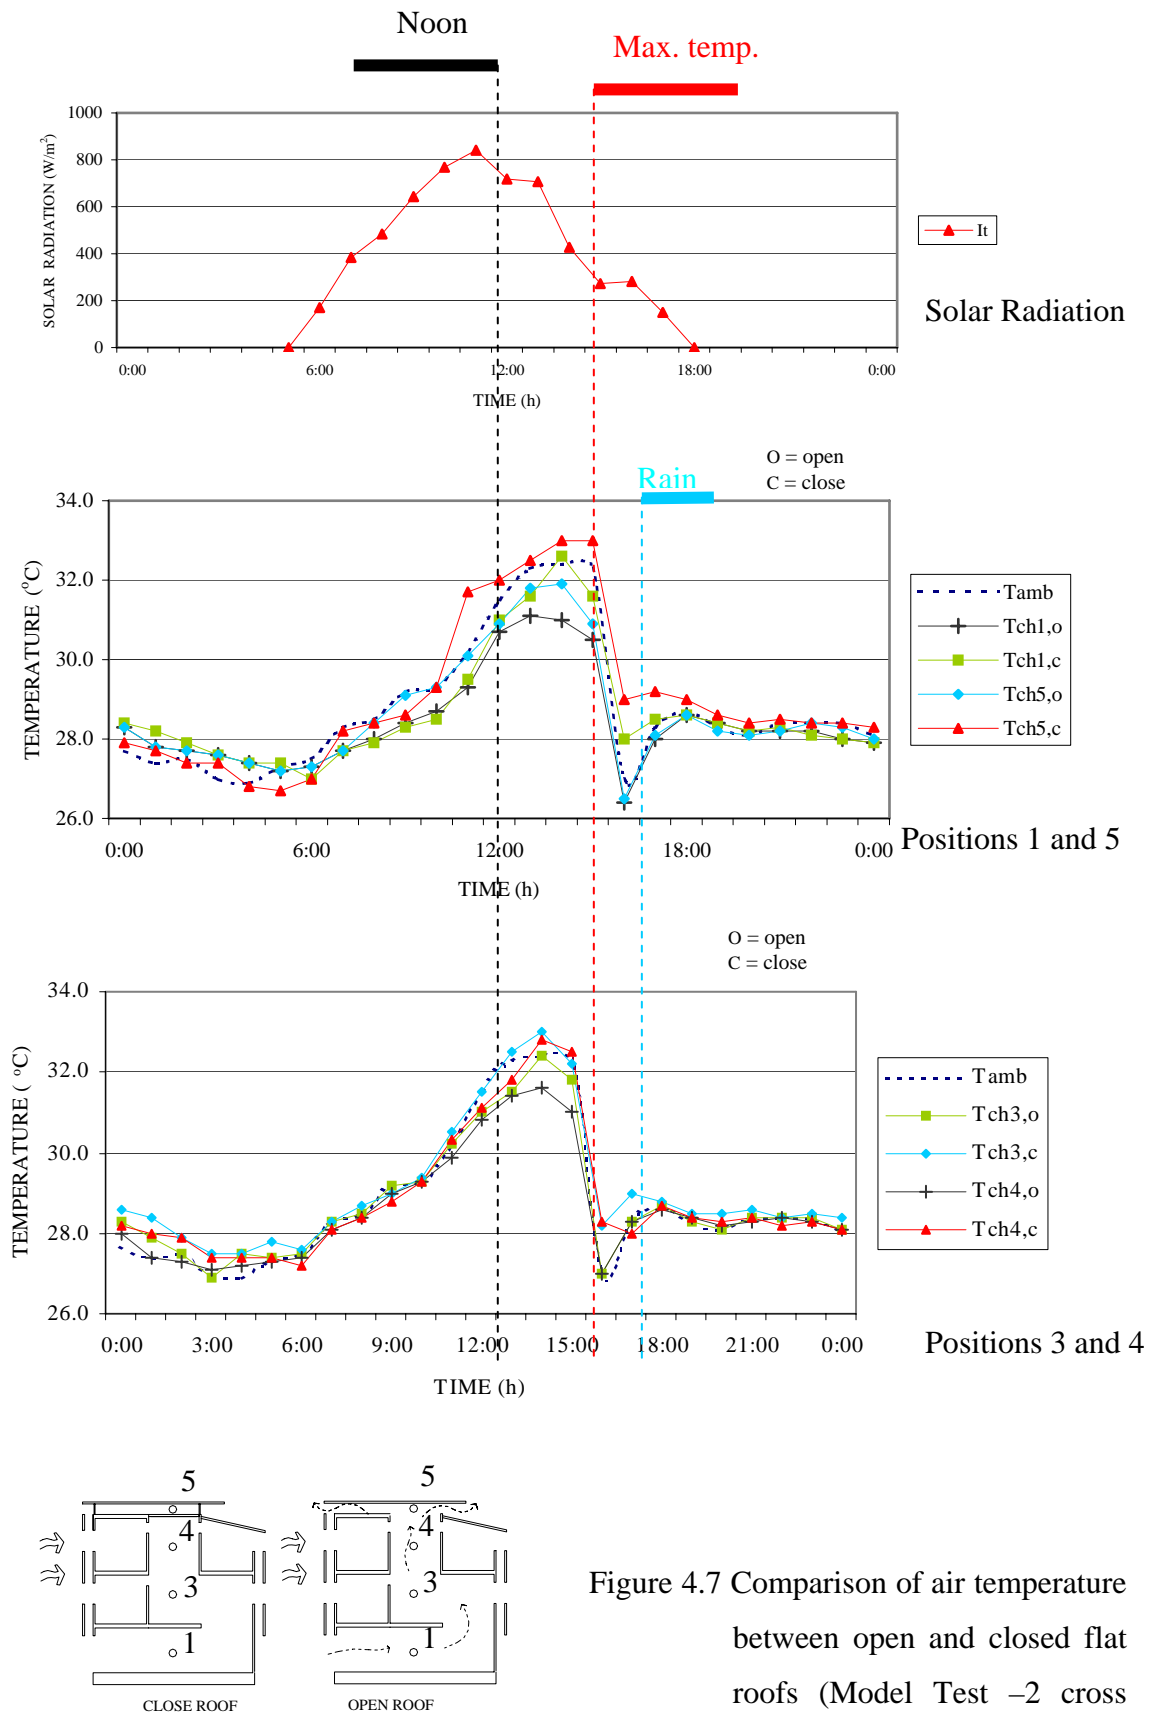 Noon
Max. temp.
SOLAR RADIATION (W/m²)
1000
800
600
400
200
0
0:00 6:00 12:00 18:00 0:00
TIME (h)
It
Solar Radiation
O = open
C = close
Rain
TEMPERATURE (°C)
34.0
32.0
30.0
28.0
26.0
0:00 6:00 12:00 18:00 0:00
TIME (h)
Tamb
Tch1,o
Tch1,c
Tch5,o
Tch5,c
Positions 1 and 5
O = open
C = close
TEMPERATURE ( °C)
34.0
32.0
30.0
28.0
26.0
0:00 3:00 6:00 9:00 12:00 15:00 18:00 21:00 0:00
TIME (h)
Tamb
Tch3,o
Tch3,c
Tch4,o
Tch4,c
Positions 3 and 4
5
4
3
1
CLOSE ROOF
5
4
3
1
OPEN ROOF
Figure 4.7 Comparison of air temperature
between open and closed flat
roofs (Model Test –2 cross